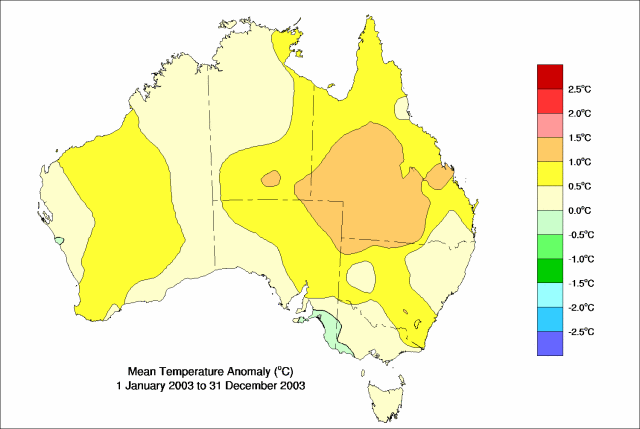 2.5°C
2.0°C
1.5°C
1.0°C
0.5°C
0.0°C
-0.5°C
-1.0°C
-1.5°C
-2.0°C
-2.5°C
Mean Temperature Anomaly (°C)
1 January 2003 to 31 December 2003